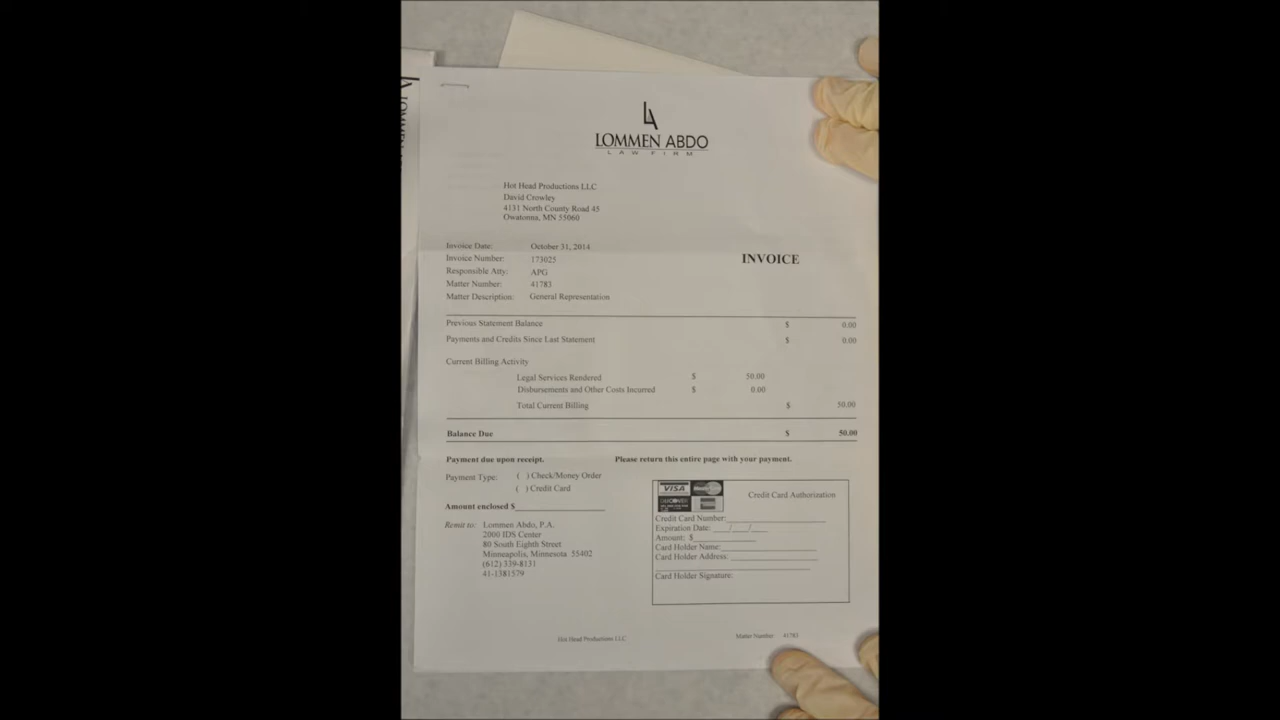 LA
LOMMEN ABDO
LAW FIRM
Hot Head Productions LLC
David Crowley
4131 North County Road 45
Owatonna, MN 55060
Invoice Date: October 31, 2014
Invoice Number: 173025
INVOICE
Responsible Atty: APG
Matter Number: 41783
Matter Description: General Representation
Previous Statement Balance $ 0.00
Payments and Credits Since Last Statement $ 0.00
Current Billing Activity
Legal Services Rendered $ 50.00
Disbursements and Other Costs Incurred $ 0.00
Total Current Billing $ 50.00
Balance Due $ 50.00
Payment due upon receipt. Please return this entire page with your payment.
Payment Type: ( ) Check/Money Order
( ) Credit Card
Amount enclosed $
VISA MasterCard
DISCOVER
Credit Card Authorization
Credit Card Number:
Expiration Date: __/__/__
Amount: $
Card Holder Name:
Card Holder Address:
Card Holder Signature:
Remit to: Lommen Abdo, P.A.
2000 IDS Center
80 South Eighth Street
Minneapolis, Minnesota 55402
(612) 339-8131
41-1381579
Hot Head Productions LLC Matter Number 41783